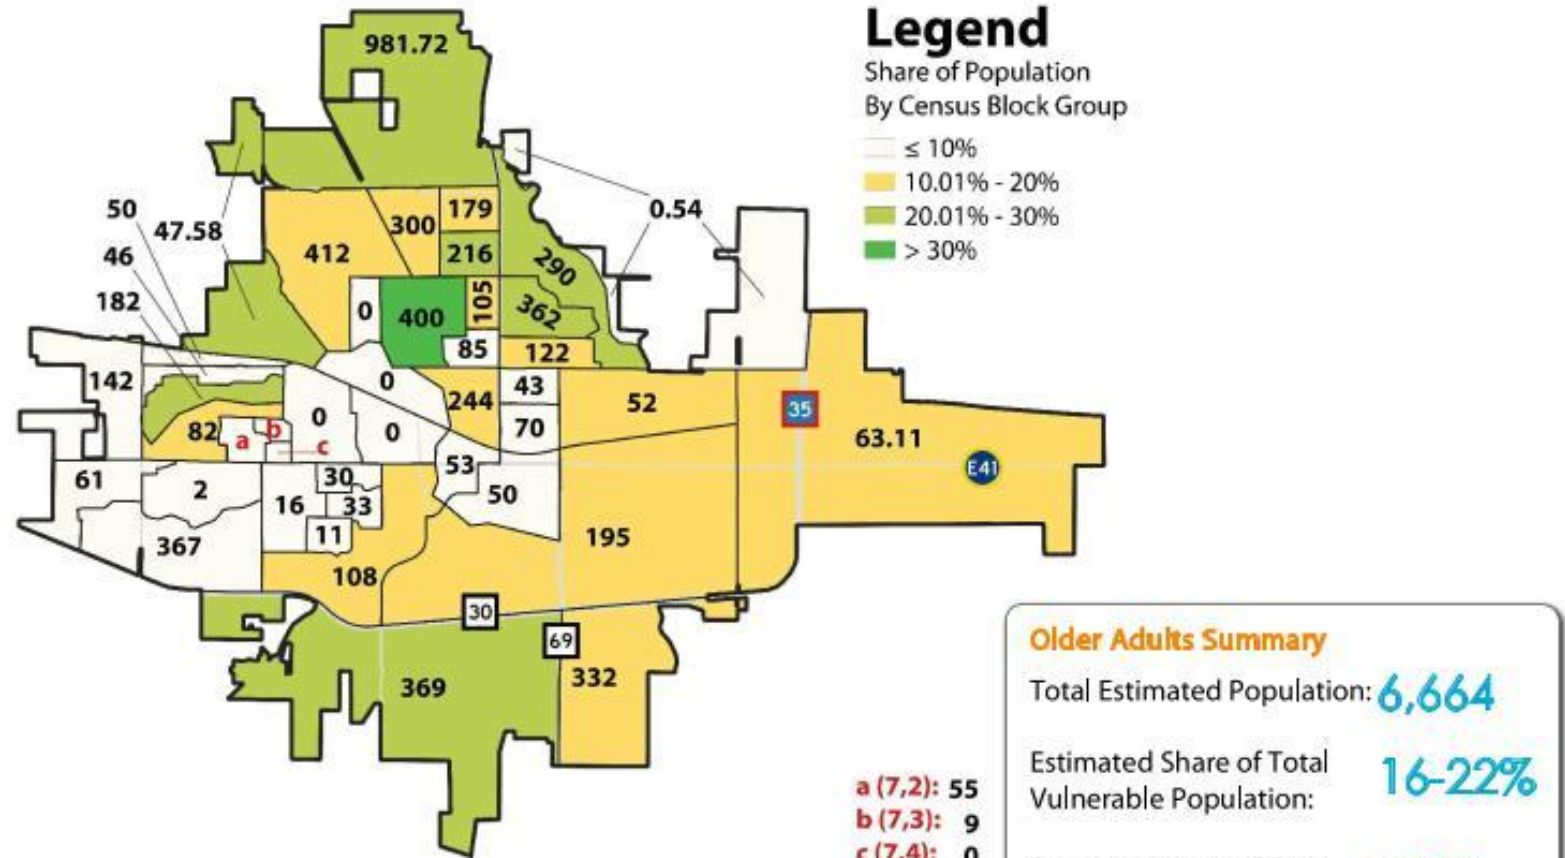 981.72
Legend
Share of Population
By Census Block Group
≤ 10%
10.01% - 20%
20.01% - 30%
> 30%
50
47.58
46
182
412
300
179
216
290
0.54
0
400
105
362
85
122
142
0
244
43
52
35
82
a
b
c
0
0
70
63.11
E41
61
2
16
30
33
11
53
50
195
367
108
30
69
369
332
a (7,2): 55
b (7,3): 9
c (7,4): 0
Older Adults Summary
Total Estimated Population: 6,664
Estimated Share of Total
Vulnerable Population: 16-22%